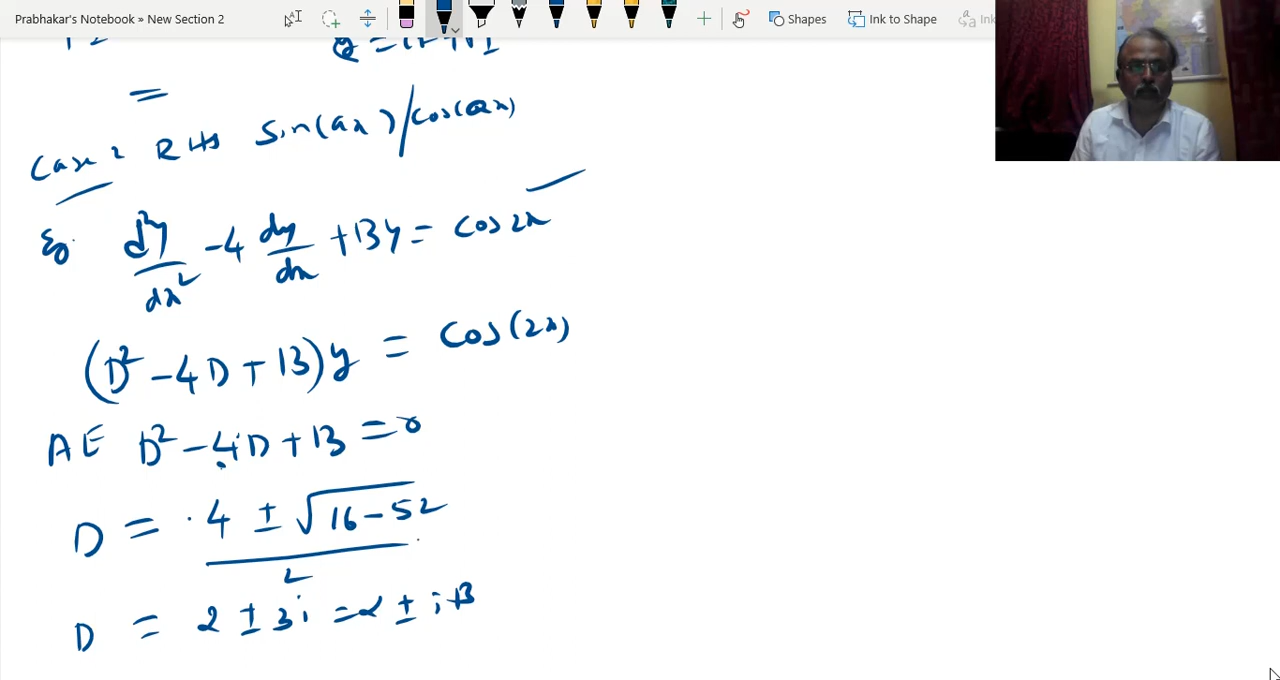 Prabhakar's Notebook » New Section 2
Shapes
Ink to Shape
Ink
=
Case 2 RHS Sin(ax)/Cos(ax)
Eg. d²y/dx² -4 dy/dx +13y = Cos2x
(D² -4D+13)y = Cos(2x)
AE D² -4D+13 =0
D = 4 ± √16-52 / 2
D = 2 ± 3i = α ± iβ